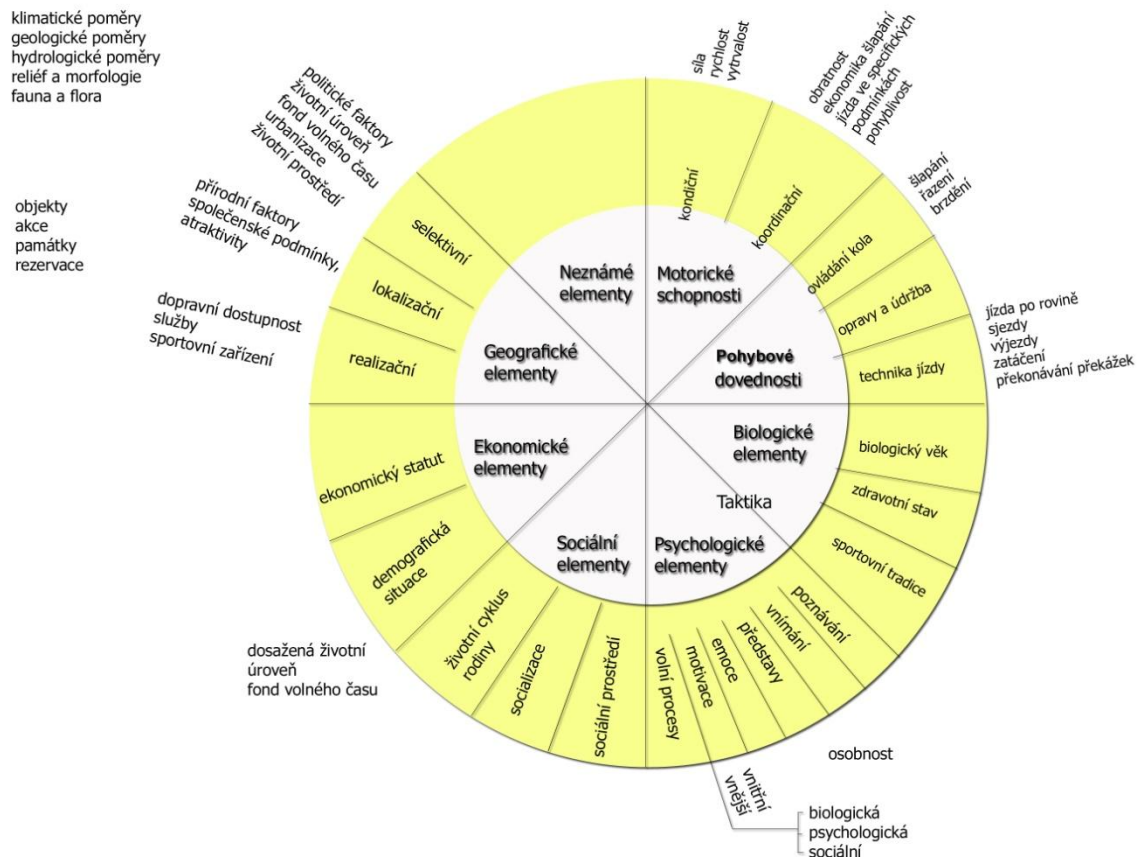 klimatické poměry
geologické poměry
hydrologické poměry
reliéf a morfologie
fauna a flora
politické faktory
životní úroveň
fond volného času
urbanizace
životní prostředí
síla
rychlost
vytrvalost
obratnost
ekonomika šlapání
jízda ve specifických
podmínkách
pohyblivost
šlapání
řazení
brzdění
objekty
akce
památky
rezervace
přírodní faktory
společenské podmínky,
atraktivity
dopravní dostupnost
služby
sportovní zařízení
jízda po rovině
sjezdy
výjezdy
zatáčení
překonávání překážek
selektivní
lokalizační
realizační
kondiční
koordinační
ovládání kola
opravy a údržba
technika jízdy
Neznámé
elementy
Motorické
schopnosti
Geografické
elementy
Pohybové
dovednosti
Ekonomické
elementy
Biologické
elementy
Taktika
Sociální
elementy
Psychologické
elementy
ekonomický statut
demografická
situace
životní cyklus
rodiny
socializace
sociální prostředí
volní procesy
motivace
emoce
představy
vnímání
poznávání
biologický věk
zdravotní stav
sportovní tradice
dosažená životní
úroveň
fond volného času
osobnost
vnitřní
vnější
biologická
psychologická
sociální